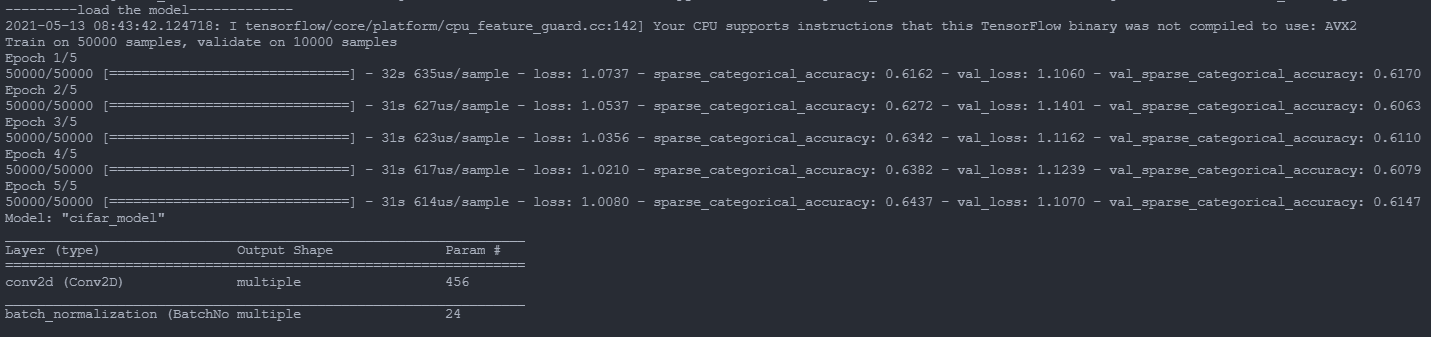 ---------load the model-------------
2021-05-13 08:43:42.124718: I tensorflow/core/platform/cpu_feature_guard.cc:142] Your CPU supports instructions that this TensorFlow binary was not compiled to use: AVX2
Train on 50000 samples, validate on 10000 samples
Epoch 1/5
50000/50000 [==============================] - 32s 635us/sample - loss: 1.0737 - sparse_categorical_accuracy: 0.6162 - val_loss: 1.1060 - val_sparse_categorical_accuracy: 0.6170
Epoch 2/5
50000/50000 [==============================] - 31s 627us/sample - loss: 1.0537 - sparse_categorical_accuracy: 0.6272 - val_loss: 1.1401 - val_sparse_categorical_accuracy: 0.6063
Epoch 3/5
50000/50000 [==============================] - 31s 623us/sample - loss: 1.0356 - sparse_categorical_accuracy: 0.6342 - val_loss: 1.1162 - val_sparse_categorical_accuracy: 0.6110
Epoch 4/5
50000/50000 [==============================] - 31s 617us/sample - loss: 1.0210 - sparse_categorical_accuracy: 0.6382 - val_loss: 1.1239 - val_sparse_categorical_accuracy: 0.6079
Epoch 5/5
50000/50000 [==============================] - 31s 614us/sample - loss: 1.0080 - sparse_categorical_accuracy: 0.6437 - val_loss: 1.1070 - val_sparse_categorical_accuracy: 0.6147
Model: "cifar_model"
_________________________________________________________________
Layer (type)                 Output Shape              Param #
=================================================================
conv2d (Conv2D)              multiple                  456
_________________________________________________________________
batch_normalization (BatchNo multiple                  24